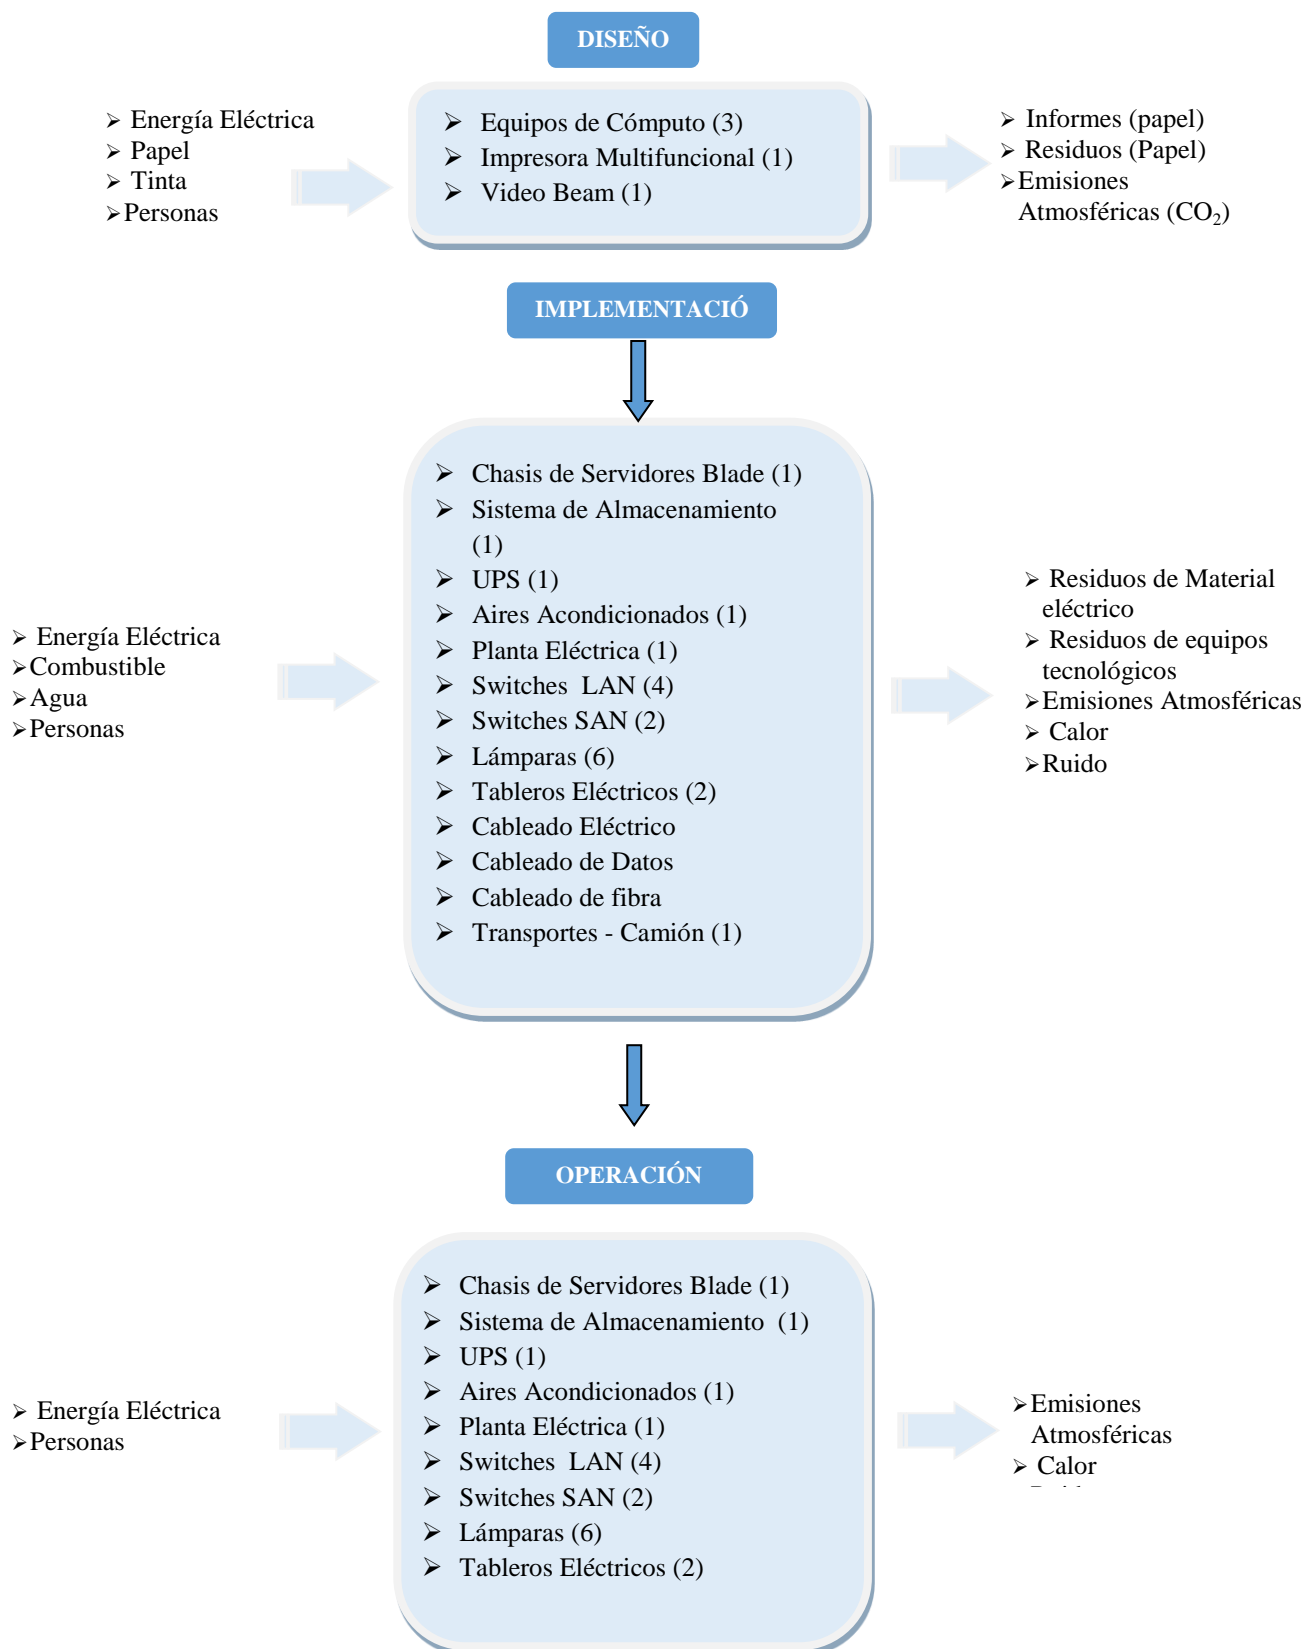 DISEÑO
Energía Eléctrica
Papel
Tinta
Personas
Equipos de Cómputo (3)
Impresora Multifuncional (1)
Video Beam (1)
Informes (papel)
Residuos (Papel)
Emisiones
Atmosféricas (CO₂)
IMPLEMENTACIÓ
Energía Eléctrica
Combustible
Agua
Personas
Chasis de Servidores Blade (1)
Sistema de Almacenamiento
(1)
UPS (1)
Aires Acondicionados (1)
Planta Eléctrica (1)
Switches LAN (4)
Switches SAN (2)
Lámparas (6)
Tableros Eléctricos (2)
Cableado Eléctrico
Cableado de Datos
Cableado de fibra
Transportes - Camión (1)
Residuos de Material
eléctrico
Residuos de equipos
tecnológicos
Emisiones Atmosféricas
Calor
Ruido
OPERACIÓN
Energía Eléctrica
Personas
Chasis de Servidores Blade (1)
Sistema de Almacenamiento (1)
UPS (1)
Aires Acondicionados (1)
Planta Eléctrica (1)
Switches LAN (4)
Switches SAN (2)
Lámparas (6)
Tableros Eléctricos (2)
Emisiones
Atmosféricas
Calor